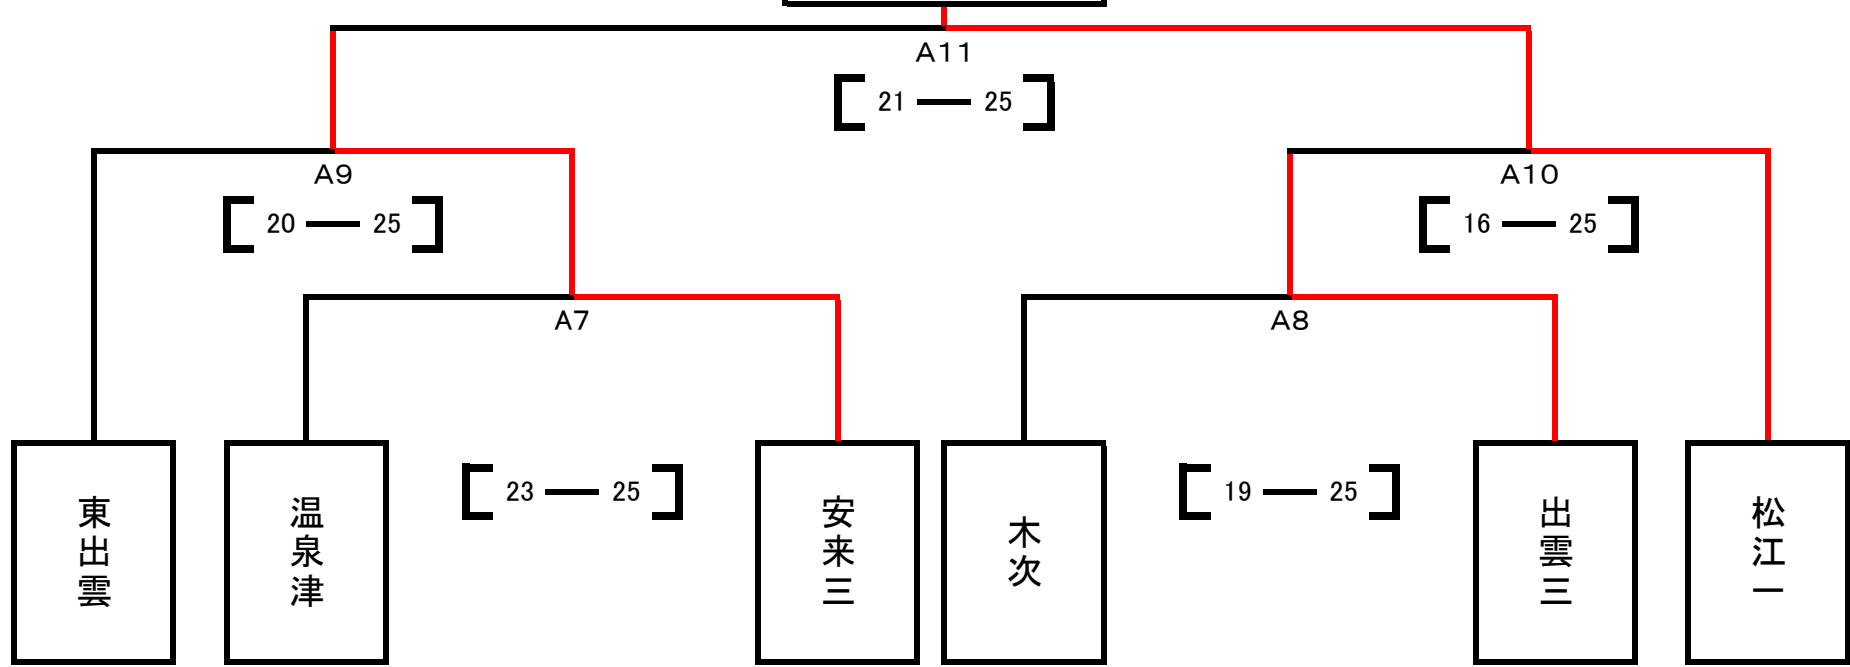 A11
21 — 25
A9
20 — 25
A10
16 — 25
A7
A8
23 — 25
19 — 25
東出雲
温泉津
安来三
木次
出雲三
松江一